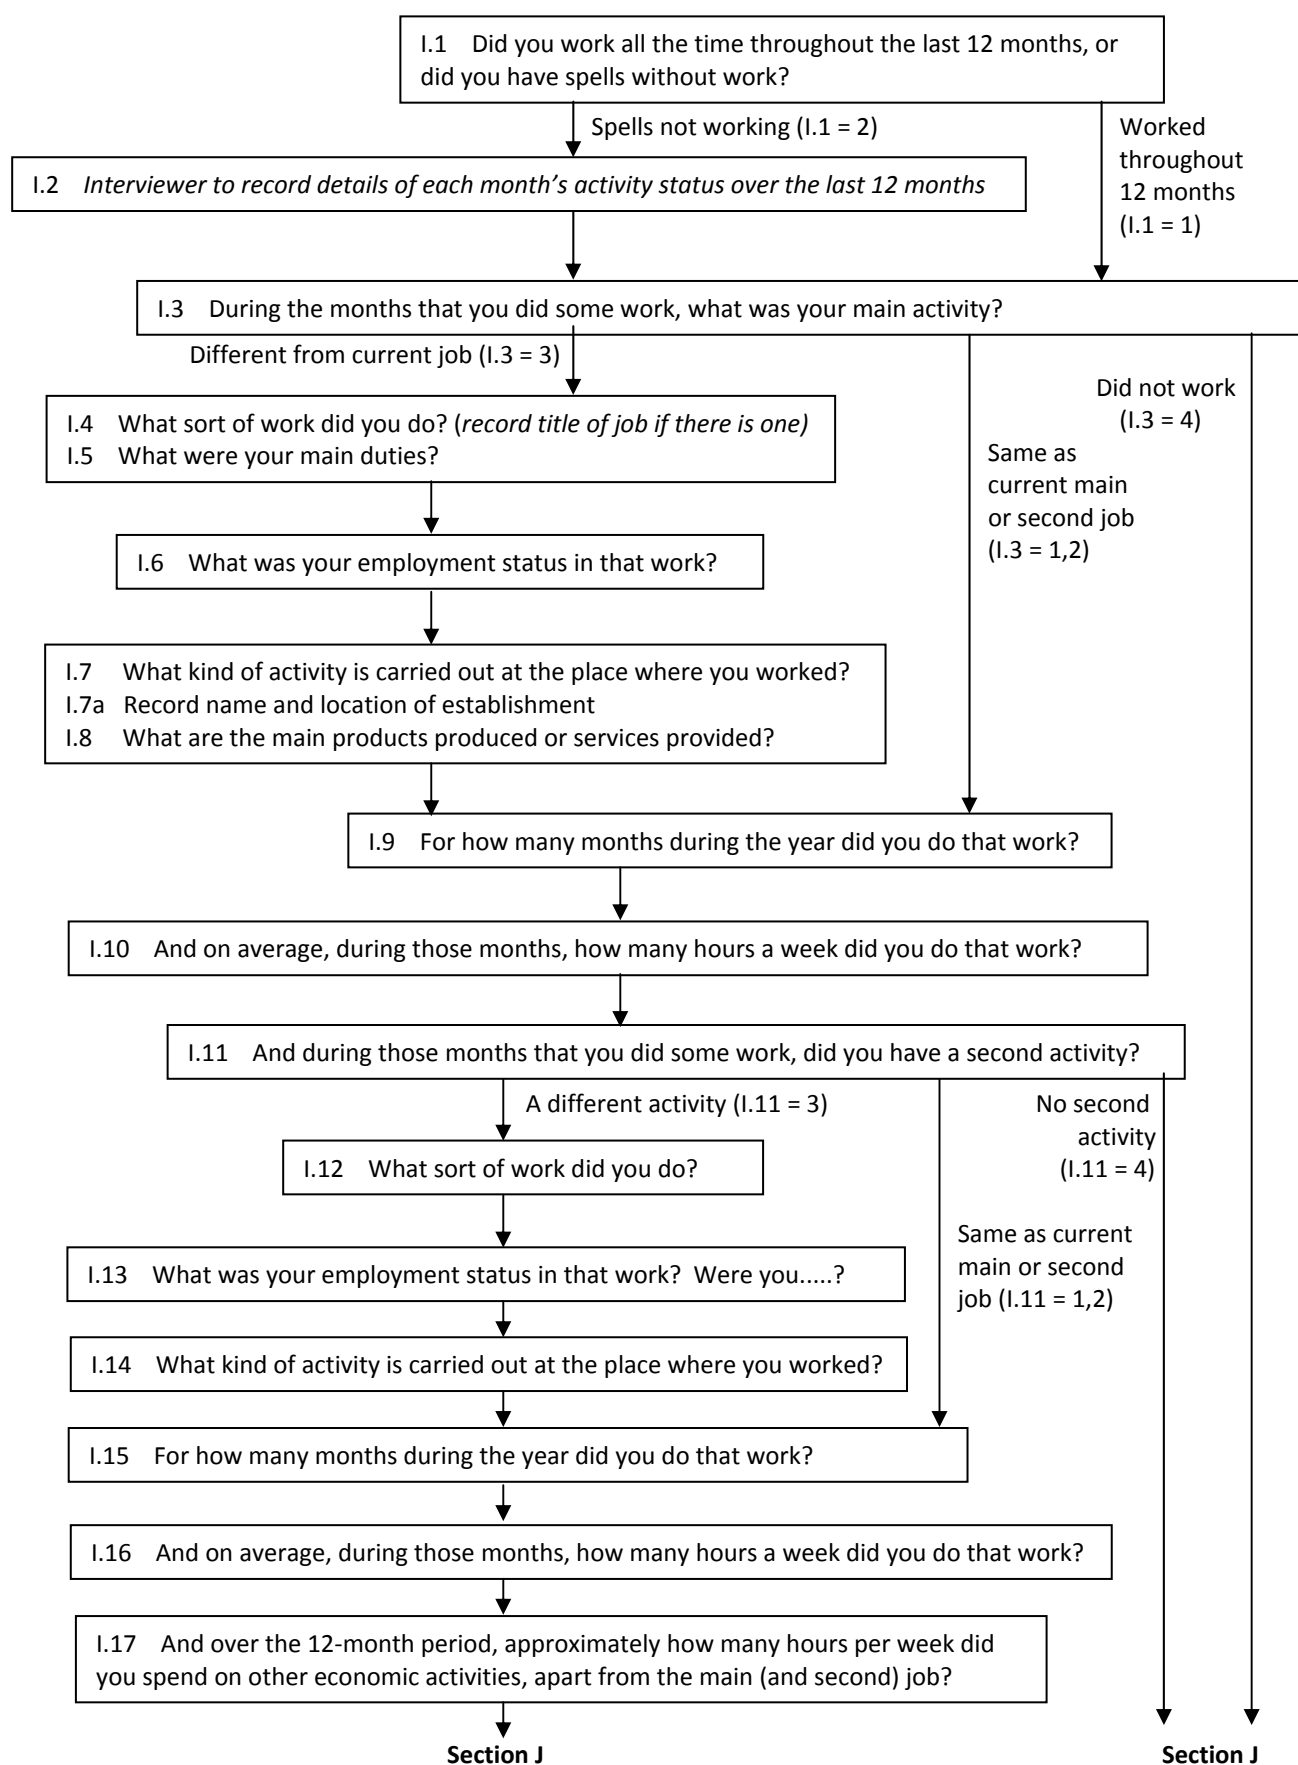 I.1 Did you work all the time throughout the last 12 months, or
did you have spells without work?
Spells not working (I.1 = 2)
Worked
throughout
12 months
(I.1 = 1)
I.2 Interviewer to record details of each month’s activity status over the last 12 months
I.3 During the months that you did some work, what was your main activity?
Different from current job (I.3 = 3)
Did not work
(I.3 = 4)
Same as
current main
or second job
(I.3 = 1,2)
I.4 What sort of work did you do? (record title of job if there is one)
I.5 What were your main duties?
I.6 What was your employment status in that work?
I.7 What kind of activity is carried out at the place where you worked?
I.7a Record name and location of establishment
I.8 What are the main products produced or services provided?
I.9 For how many months during the year did you do that work?
I.10 And on average, during those months, how many hours a week did you do that work?
I.11 And during those months that you did some work, did you have a second activity?
A different activity (I.11 = 3)
No second
activity
(I.11 = 4)
Same as current
main or second
job (I.11 = 1,2)
I.12 What sort of work did you do?
I.13 What was your employment status in that work? Were you.....?
I.14 What kind of activity is carried out at the place where you worked?
I.15 For how many months during the year did you do that work?
I.16 And on average, during those months, how many hours a week did you do that work?
I.17 And over the 12-month period, approximately how many hours per week did
you spend on other economic activities, apart from the main (and second) job?
Section J
Section J